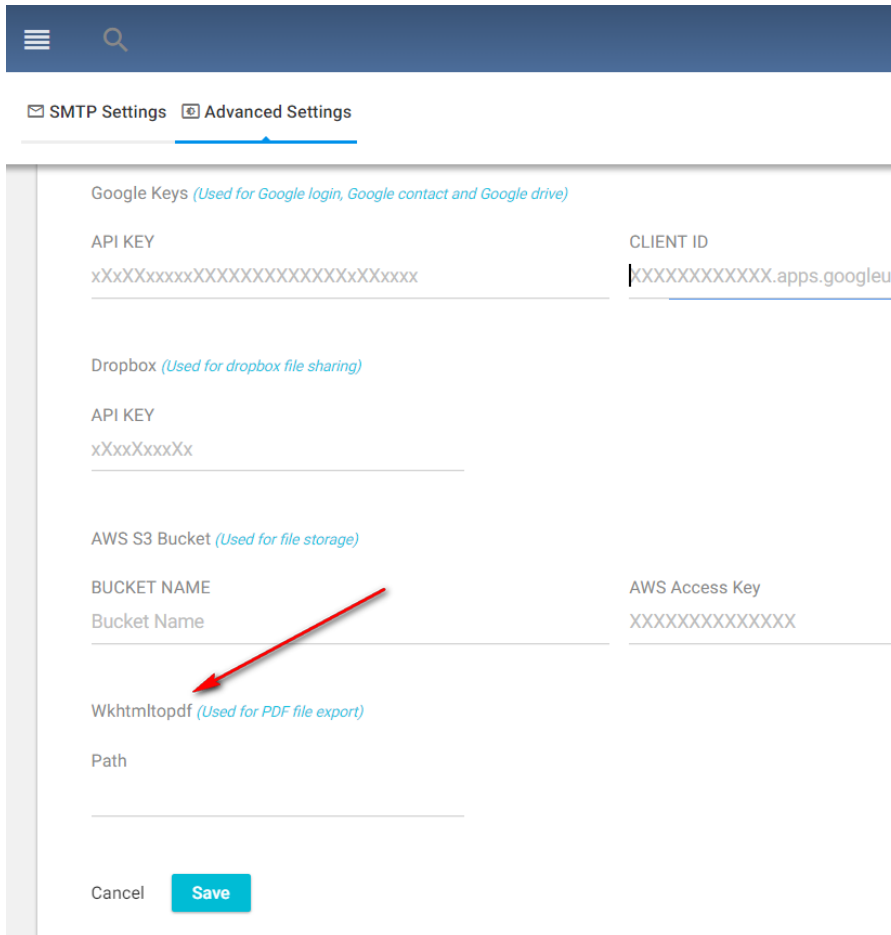 SMTP Settings Advanced Settings
Google Keys (Used for Google login, Google contact and Google drive)
API KEY CLIENT ID
xXxXXxxxxxXXXXXXXXXXXXXxXXxxxx XXXXXXXXXXXX.apps.googleu
Dropbox (Used for dropbox file sharing)
API KEY
xXxxXxxxXx
AWS S3 Bucket (Used for file storage)
BUCKET NAME AWS Access Key
Bucket Name XXXXXXXXXXXXXX
Wkhtmltopdf (Used for PDF file export)
Path
Cancel Save